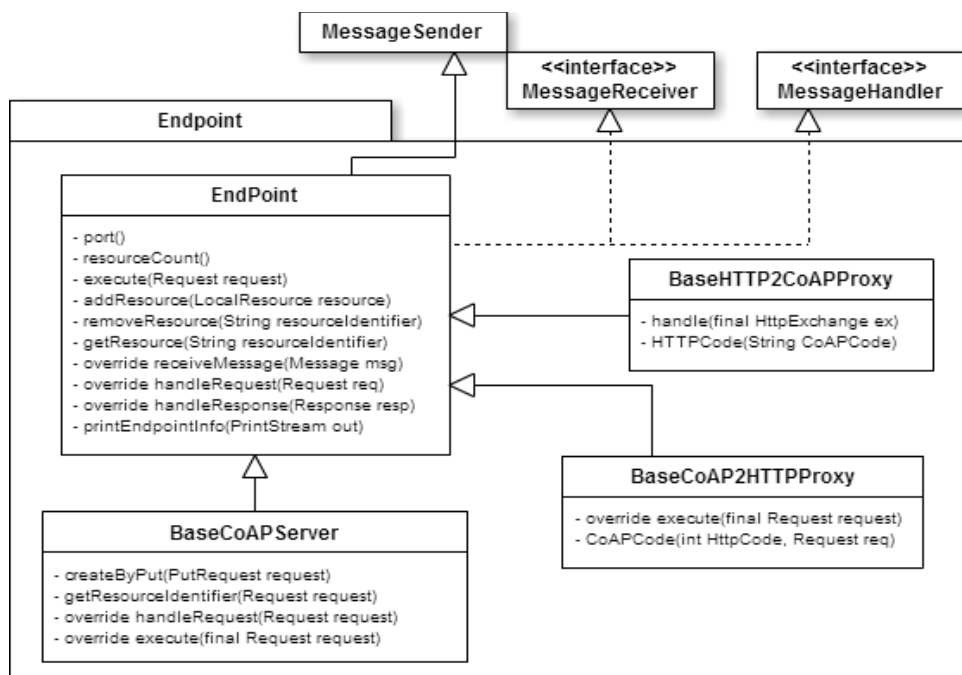 MessageSender
<<interface>>
MessageReceiver
<<interface>>
MessageHandler
Endpoint
EndPoint
- port()
- resourceCount()
- execute(Request request)
- addResource(LocalResource resource)
- removeResource(String resourceIdentifier)
- getResource(String resourceIdentifier)
- override receiveMessage(Message msg)
- override handleRequest(Request req)
- override handleResponse(Response resp)
- printEndpointInfo(PrintStream out)
BaseHTTP2CoAPProxy
- handle(final HttpExchange ex)
- HTTPCode(String CoAPCode)
BaseCoAP2HTTPProxy
- override execute(final Request request)
- CoAPCode(int HttpCode, Request req)
BaseCoAPServer
- createByPut(PutRequest request)
- getResourceIdentifier(Request request)
- override handleRequest(Request request)
- override execute(final Request request)